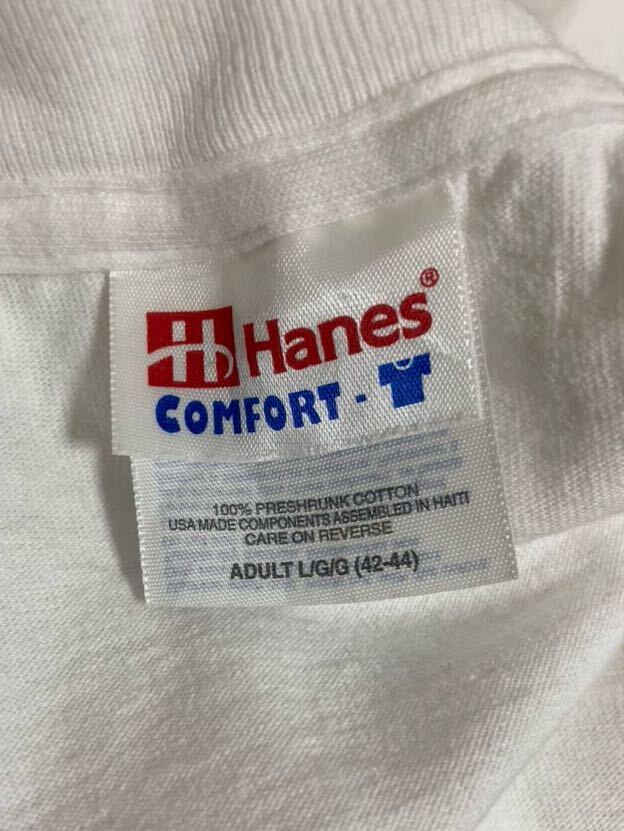 Hanes®
COMFORT-
100% PRESHRUNK COTTON
USA MADE COMPONENTS ASSEMBLED IN HAITI
CARE ON REVERSE
ADULT L/G/G (42-44)